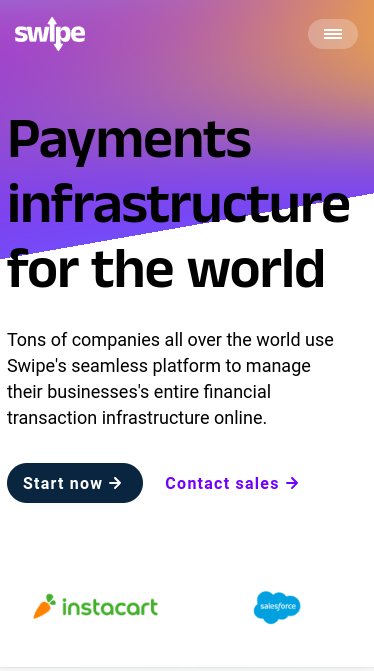 swipe
Payments
infrastructure
for the world
Tons of companies all over the world use
Swipe's seamless platform to manage
their businesses's entire financial
transaction infrastructure online.
Start now → Contact sales →
instacart salesforce